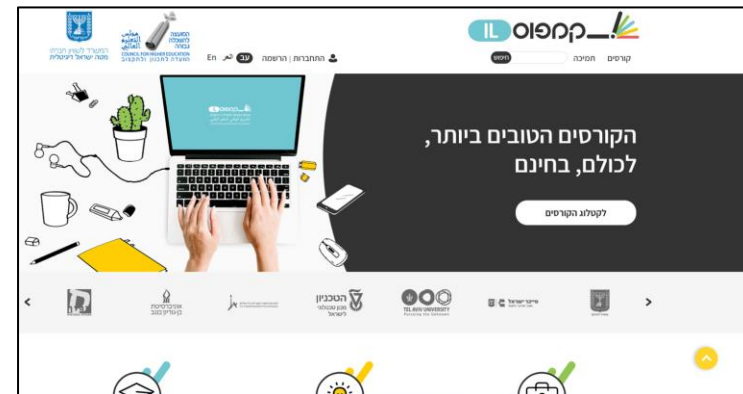 קמפוס IL
המועצה
להשכלה
גבוהה
COUNCIL FOR HIGHER EDUCATION
המשרד לשוויון חברתי
מטה ישראל דיגיטלית
קורסים תמיכה חיפוש
התחברות | הרשמה עב En
הקורסים הטובים ביותר,
לכולם, בחינם
לקטלוג הקורסים
סייבר ישראל
TEL AVIV UNIVERSITY
הטכניון
מכון טכנולוגי
לישראל
אוניברסיטת
בן-גוריון בנגב